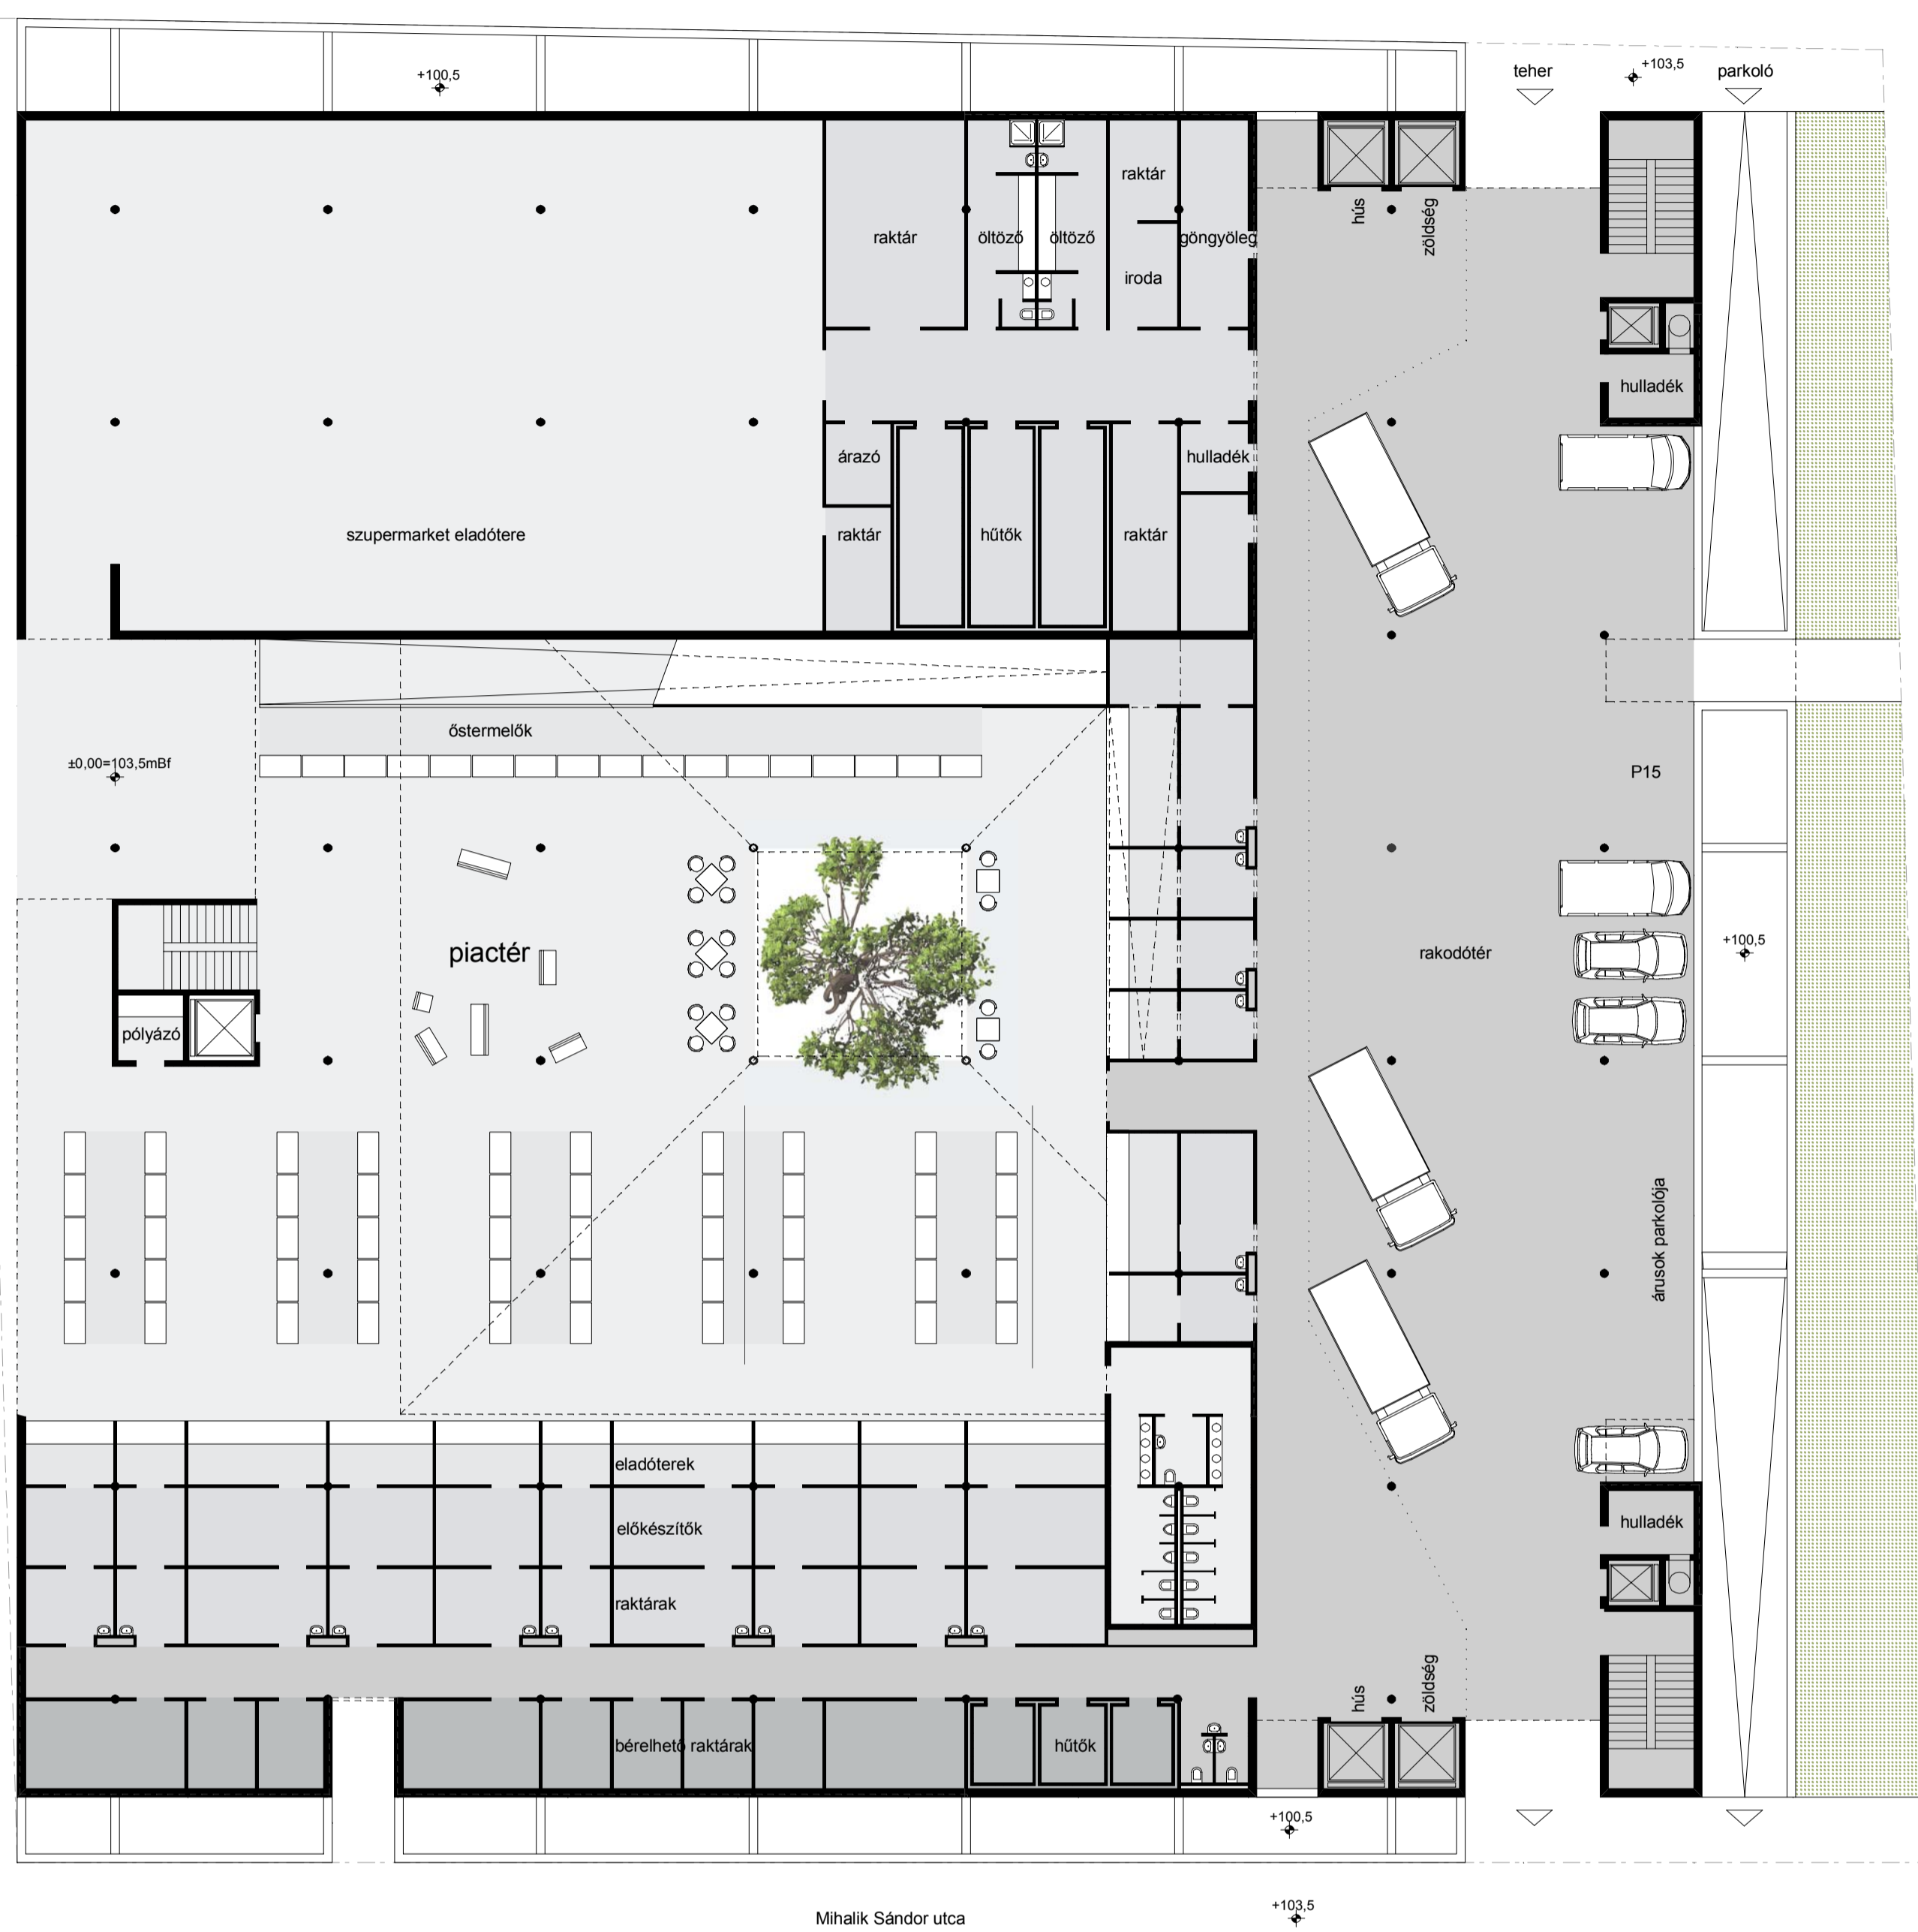 +100,5
teher
+103,5
parkoló
raktár
öltöző
öltöző
raktár
iroda
göngyöleg
hús
zöldség
hulladék
árazó
raktár
hűtők
raktár
hulladék
szupermarket eladótere
őstermelők
±0,00=103,5mBf
P15
piactér
rakodótér
+100,5
pólyázó
árusok parkolója
eladóterek
előkészítők
raktárak
hulladék
hús
zöldség
bérelhető raktárak
hűtők
+100,5
Mihalik Sándor utca
+103,5